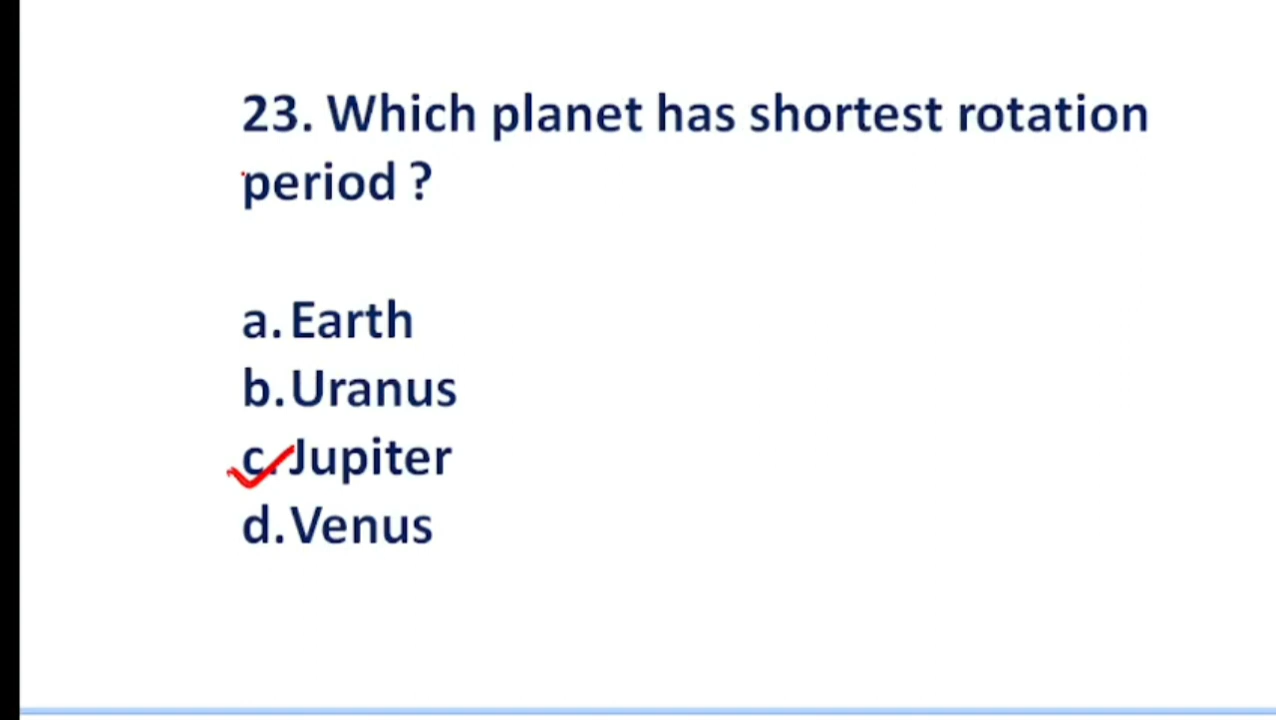 23. Which planet has shortest rotation
period ?
a. Earth
b. Uranus
c. Jupiter
d. Venus